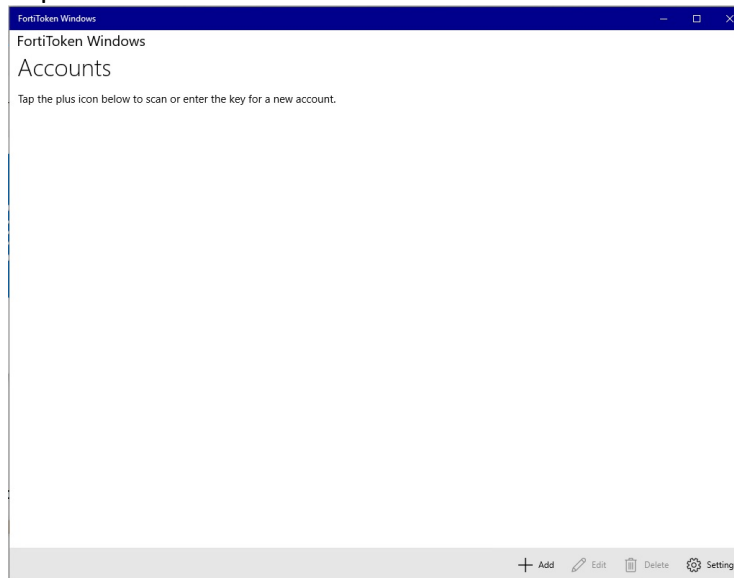 FortiToken Windows
FortiToken Windows
Accounts
Tap the plus icon below to scan or enter the key for a new account.
Add Edit Delete Setting